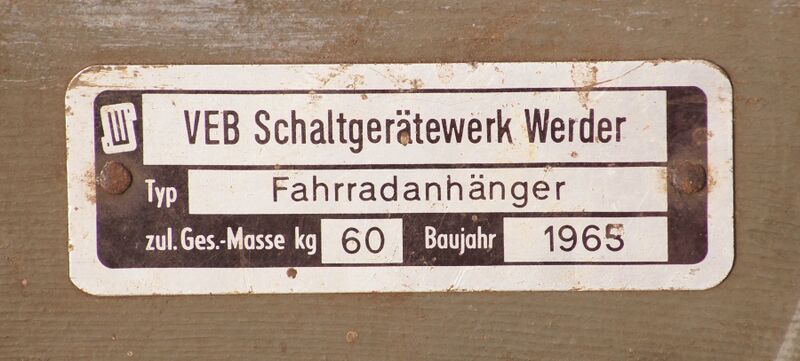 VEB Schaltgerätewerk Werder
Typ Fahrradanhänger
zul. Ges.-Masse kg 60 Baujahr 1965